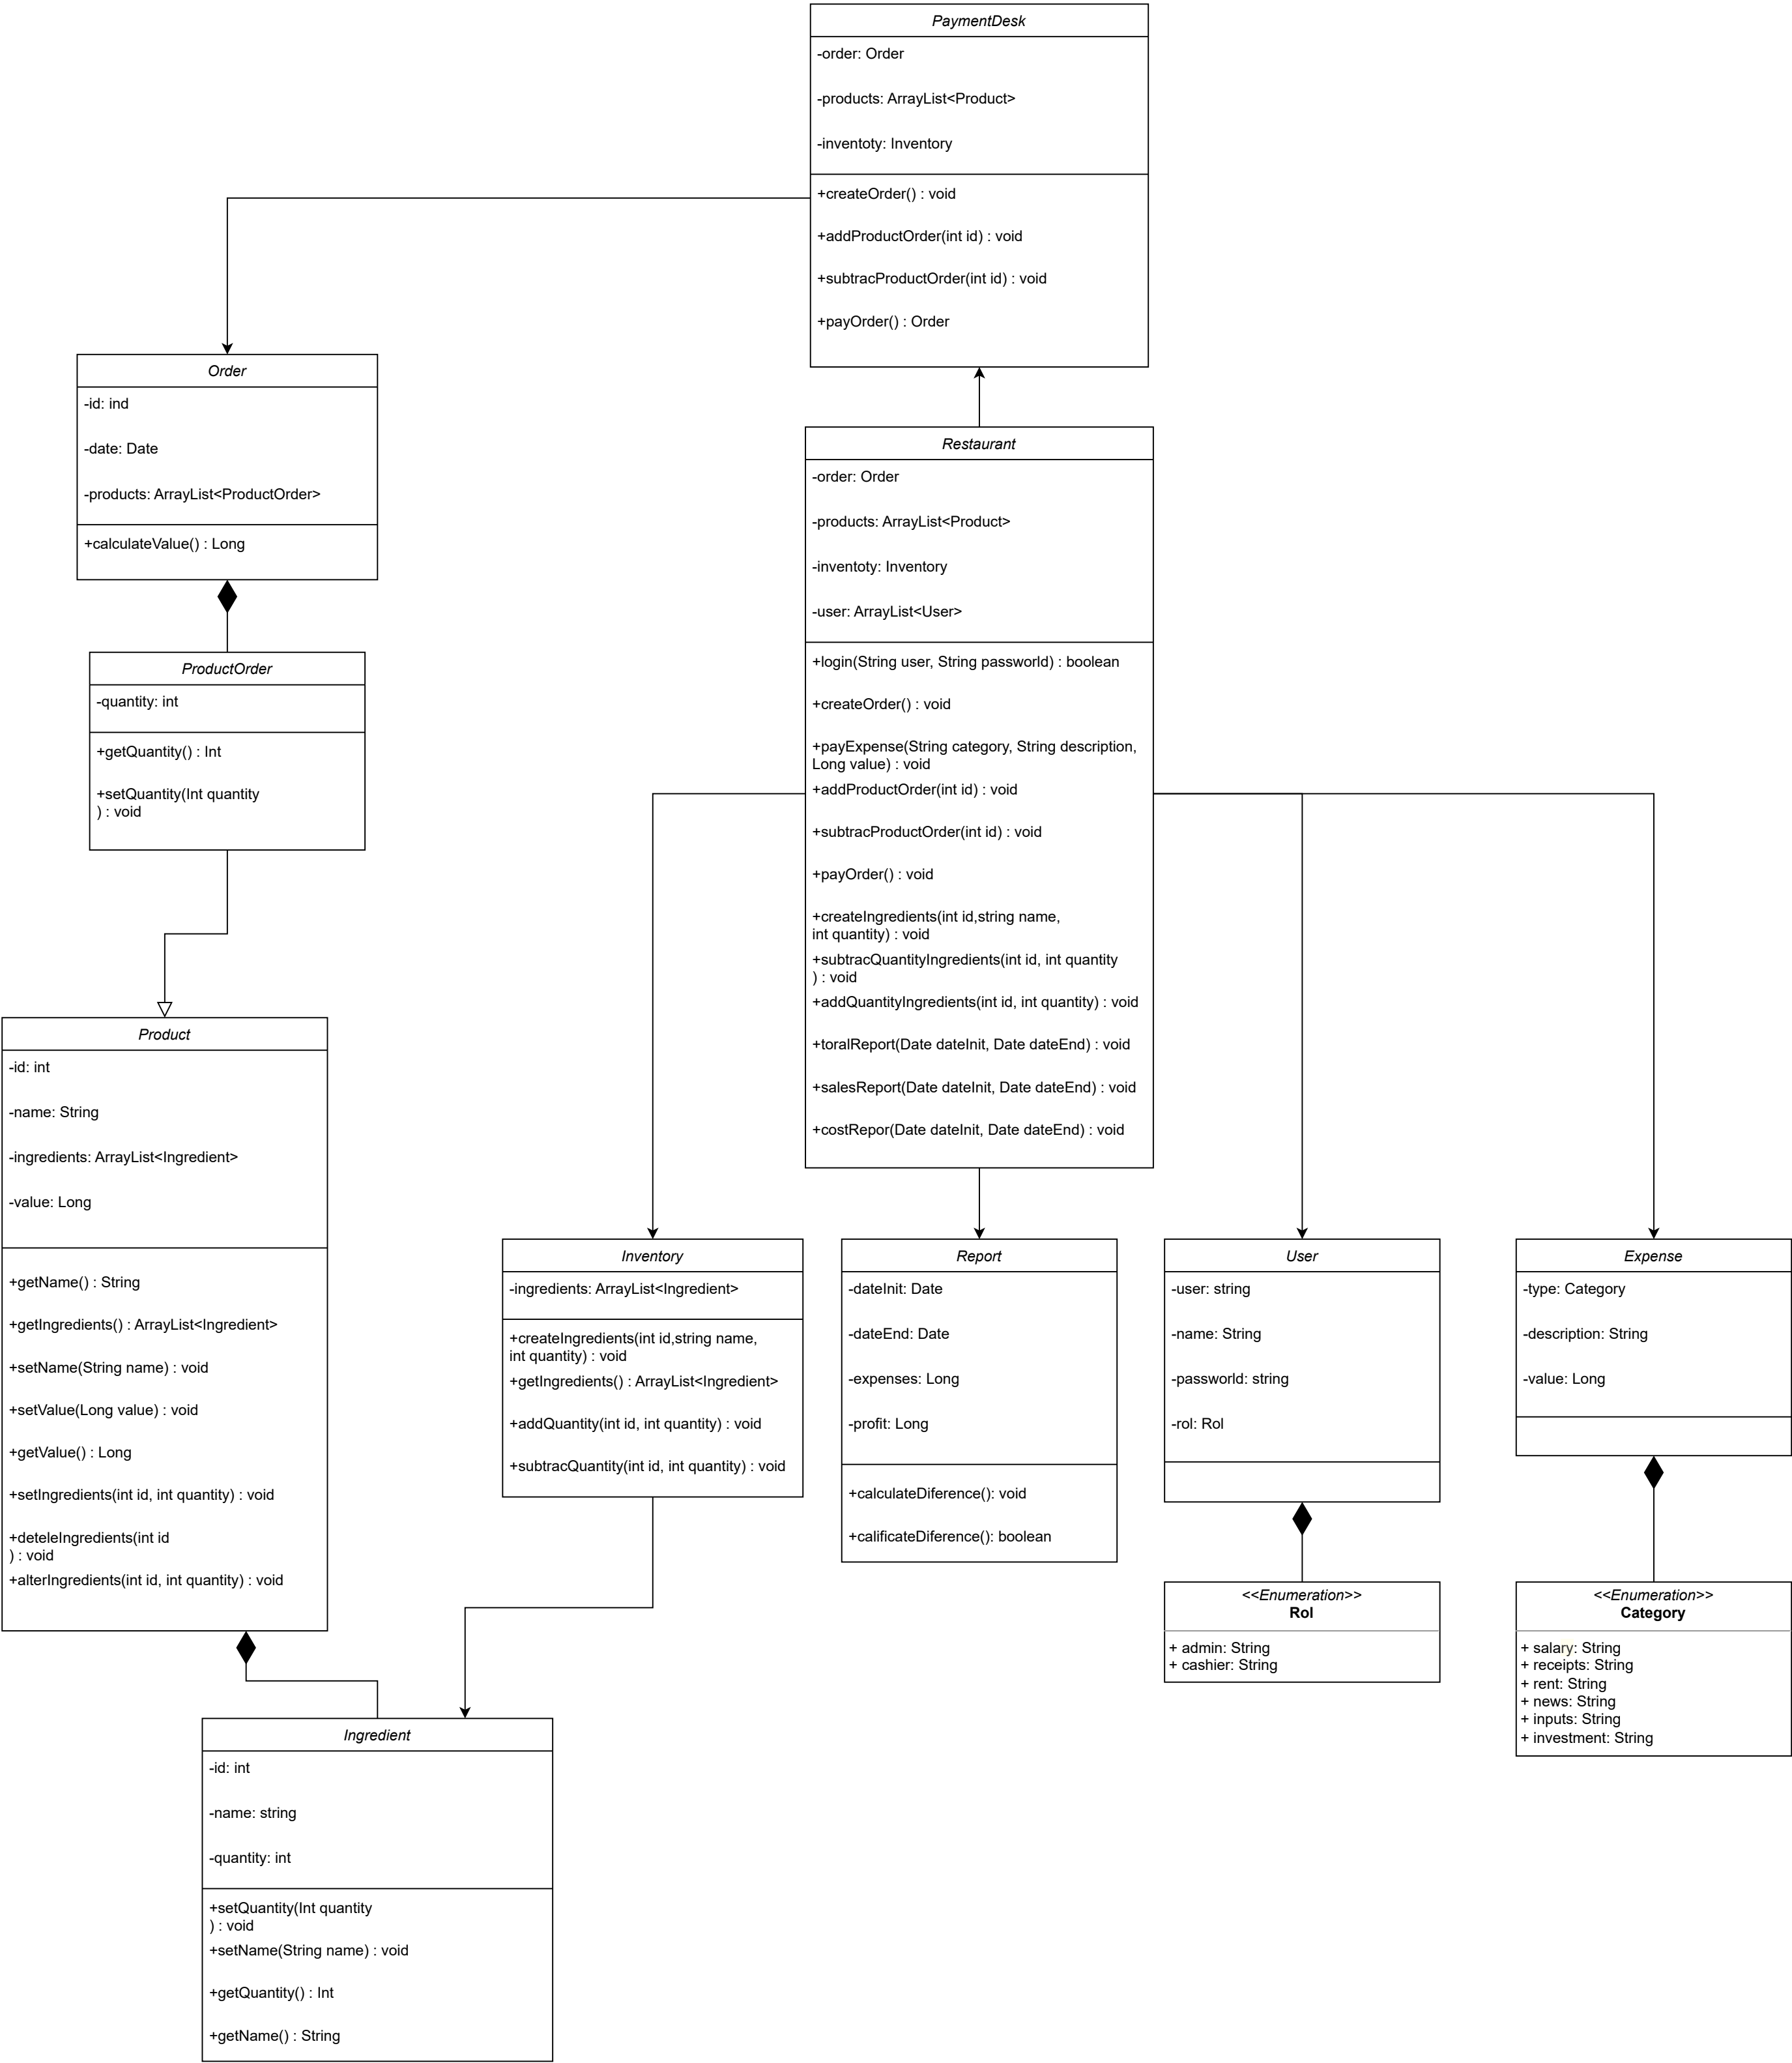 PaymentDesk
-order: Order
-products: ArrayList<Product>
-inventoty: Inventory
+createOrder() : void
+addProductOrder(int id) : void
+subtracProductOrder(int id) : void
+payOrder() : Order
Order
-id: ind
-date: Date
-products: ArrayList<ProductOrder>
+calculateValue() : Long
Restaurant
-order: Order
-products: ArrayList<Product>
-inventoty: Inventory
-user: ArrayList<User>
+login(String user, String passworld) : boolean
+createOrder() : void
+payExpense(String category, String description,
Long value) : void
+addProductOrder(int id) : void
+subtracProductOrder(int id) : void
+payOrder() : void
+createIngredients(int id,string name,
int quantity) : void
+subtracQuantityIngredients(int id, int quantity
) : void
+addQuantityIngredients(int id, int quantity) : void
+toralReport(Date dateInit, Date dateEnd) : void
+salesReport(Date dateInit, Date dateEnd) : void
+costRepor(Date dateInit, Date dateEnd) : void
ProductOrder
-quantity: int
+getQuantity() : Int
+setQuantity(Int quantity
) : void
Product
-id: int
-name: String
-ingredients: ArrayList<Ingredient>
-value: Long
+getName() : String
+getIngredients() : ArrayList<Ingredient>
+setName(String name) : void
+setValue(Long value) : void
+getValue() : Long
+setIngredients(int id, int quantity) : void
+deteleIngredients(int id
) : void
+alterIngredients(int id, int quantity) : void
Inventory
-ingredients: ArrayList<Ingredient>
+createIngredients(int id,string name,
int quantity) : void
+getIngredients() : ArrayList<Ingredient>
+addQuantity(int id, int quantity) : void
+subtracQuantity(int id, int quantity) : void
Report
-dateInit: Date
-dateEnd: Date
-expenses: Long
-profit: Long
+calculateDiference(): void
+calificateDiference(): boolean
User
-user: string
-name: String
-passworld: string
-rol: Rol
Expense
-type: Category
-description: String
-value: Long
<<Enumeration>>
Rol
+ admin: String
+ cashier: String
<<Enumeration>>
Category
+ salary: String
+ receipts: String
+ rent: String
+ news: String
+ inputs: String
+ investment: String
Ingredient
-id: int
-name: string
-quantity: int
+setQuantity(Int quantity
) : void
+setName(String name) : void
+getQuantity() : Int
+getName() : String